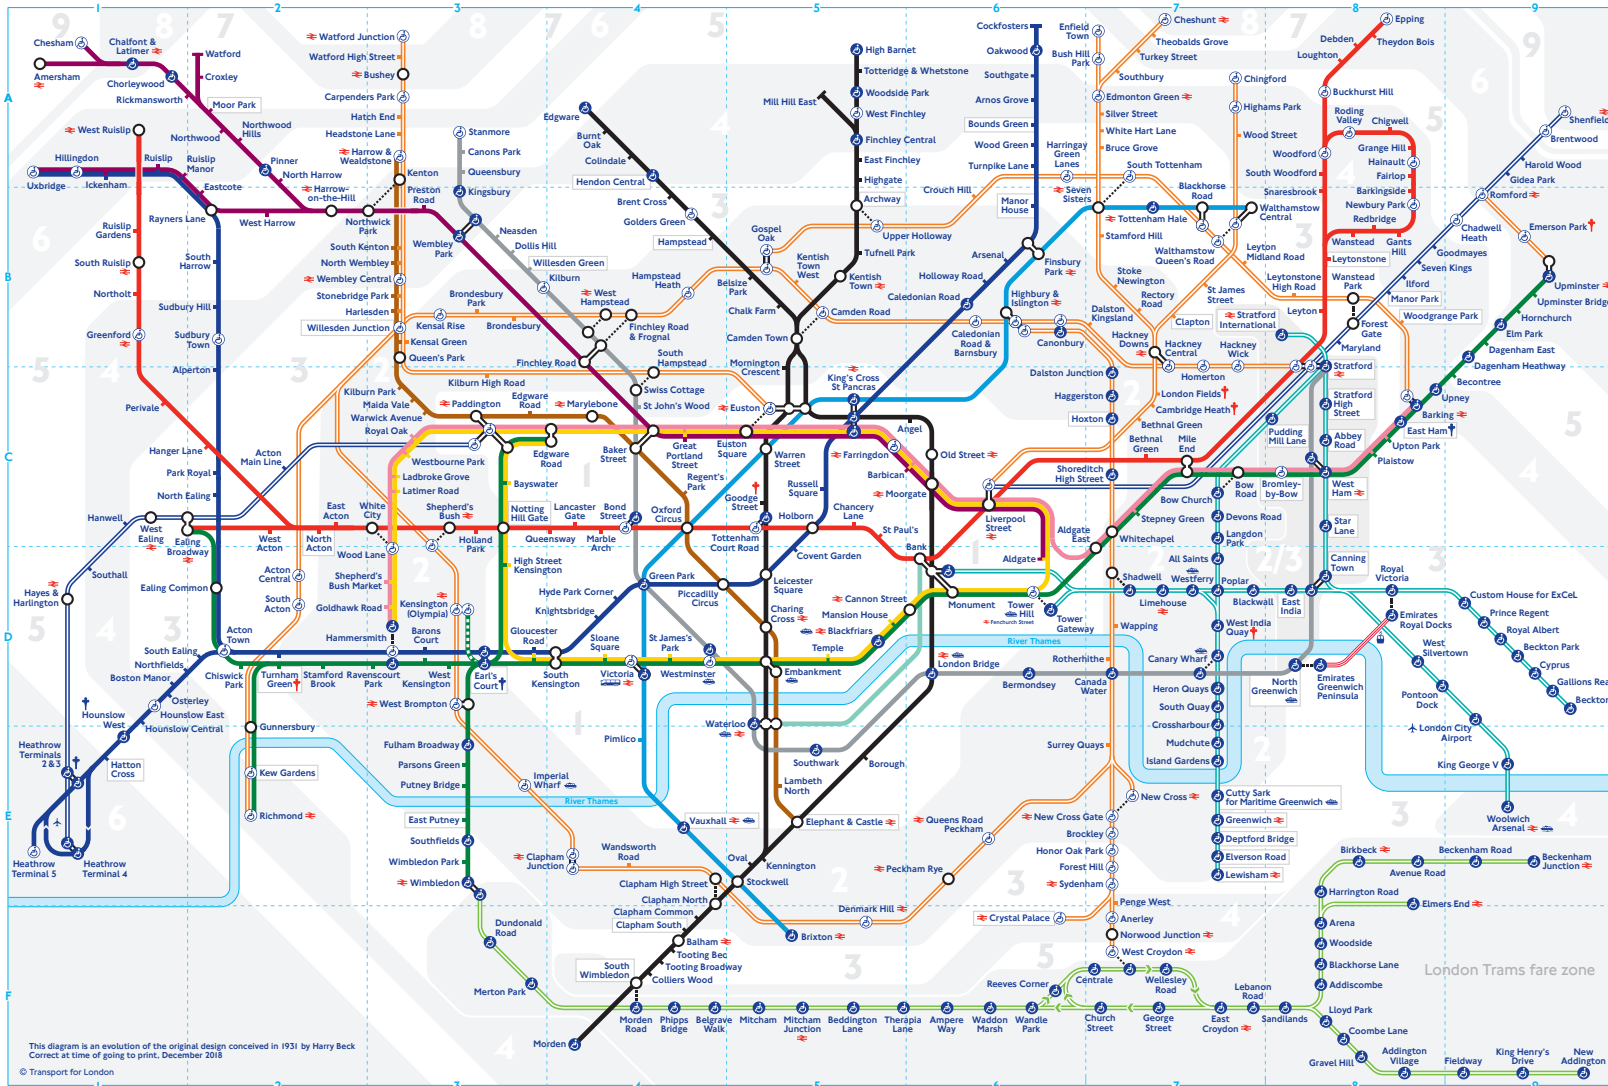 1 2 3 4 5 6 7 8 9
Chesham
Chalfont &
Latimer
Watford
Croxley
Amersham
Chorleywood
Rickmansworth
Moor Park
West Ruislip
Northwood
Northwood
Hills
Hillingdon
Ruislip
Ruislip
Manor
Pinner
North Harrow
Uxbridge
Ickenham
Eastcote
Harrow-
on-the-Hill
Rayners Lane
West Harrow
Northwick
Park
Ruislip
Gardens
South Ruislip
Northolt
Greenford
South
Harrow
Sudbury Hill
Sudbury
Town
Alperton
Perivale
Hanger Lane
Park Royal
North Ealing
Watford Junction
Watford High Street
Bushey
Carpenders Park
Hatch End
Headstone Lane
Harrow &
Wealdstone
Kenton
Preston
Road
South Kenton
North Wembley
Wembley Central
Stonebridge Park
Harlesden
Willesden Junction
Kensal Rise
Kensal Green
Queen's Park
Kilburn Park
Maida Vale
Warwick Avenue
Royal Oak
Stanmore
Canons Park
Queensbury
Kingsbury
Wembley
Park
Neasden
Dollis Hill
Willesden Green
Kilburn
West
Hampstead
Brondesbury
Park
Brondesbury
Finchley Road
& Frognal
Finchley Road
Kilburn High Road
South
Hampstead
Swiss Cottage
St John's Wood
Hampstead
Heath
Edgware
Burnt
Oak
Colindale
Hendon Central
Brent Cross
Golders Green
Hampstead
Belsize
Park
Chalk Farm
Camden Town
Mornington
Crescent
Gospel
Oak
Kentish
Town
West
Kentish
Town
Camden Road
High Barnet
Totteridge & Whetstone
Woodside Park
Mill Hill East
West Finchley
Finchley Central
East Finchley
Highgate
Archway
Tufnell Park
Upper Holloway
Crouch Hill
Cockfosters
Oakwood
Southgate
Arnos Grove
Bounds Green
Wood Green
Turnpike Lane
Manor
House
Arsenal
Holloway Road
Caledonian Road
Finsbury
Park
Harringay
Green
Lanes
Seven
Sisters
Highbury &
Islington
Caledonian
Road &
Barnsbury
Canonbury
Enfield
Town
Bush Hill
Park
Cheshunt
Theobalds Grove
Turkey Street
Southbury
Edmonton Green
Silver Street
White Hart Lane
Bruce Grove
South Tottenham
Tottenham Hale
Blackhorse
Road
Stamford Hill
Stoke
Newington
Rectory
Road
Walthamstow
Queen's Road
St James
Street
Chingford
Highams Park
Wood Street
Walthamstow
Central
Leyton
Midland Road
Leytonstone
High Road
Clapton
Stratford
International
Dalston
Kingsland
Hackney
Downs
Hackney
Central
Hackney
Wick
Homerton
Dalston Junction
Haggerston
Hoxton
London Fields
Cambridge Heath
Bethnal Green
Epping
Debden
Theydon Bois
Loughton
Buckhurst Hill
Roding
Valley
Chigwell
Grange Hill
Hainault
Fairlop
Barkingside
Newbury Park
Redbridge
Gants
Hill
Wanstead
Woodford
South Woodford
Snaresbrook
Leytonstone
Wanstead
Park
Leyton
Forest
Gate
Maryland
Manor Park
Woodgrange Park
Ilford
Seven Kings
Goodmayes
Chadwell
Heath
Romford
Gidea Park
Harold Wood
Brentwood
Shenfie
Emerson Park
Upminster
Upminster Bridg
Hornchurch
Elm Park
Dagenham East
Dagenham Heathway
Becontree
Upney
Barking
East Ham
Upton Park
Plaistow
Stratford
Stratford
High
Street
Abbey
Road
West
Ham
Star
Lane
Canning
Town
Pudding
Mill Lane
Paddington
Edgware
Road
Marylebone
Euston
King's Cross
St Pancras
Angel
Old Street
Edgware
Road
Baker
Street
Great
Portland
Street
Euston
Square
Warren
Street
Farringdon
Barbican
Moorgate
Shoreditch
High Street
Bethnal
Green
Mile
End
Bow
Road
Bow Church
Bromley-
by-Bow
Devons Road
Langdon
Park
All Saints
Acton
Main Line
Westbourne Park
Ladbroke Grove
Latimer Road
Bayswater
Regent's
Park
Goodge
Street
Russell
Square
Hanwell
West
Ealing
Ealing
Broadway
West
Acton
East
Acton
North
Acton
White
City
Shepherd's
Bush
Wood Lane
Holland
Park
Notting
Hill Gate
Queensway
Lancaster
Gate
Marble
Arch
Bond
Street
Oxford
Circus
Tottenham
Court Road
Holborn
Chancery
Lane
St Paul's
Bank
Liverpool
Street
Aldgate
East
Aldgate
Stepney Green
Whitechapel
Southall
Hayes &
Harlington
Ealing Common
Acton
Central
South
Acton
Shepherd's
Bush Market
Goldhawk Road
Hammersmith
Kensington
(Olympia)
High Street
Kensington
Hyde Park Corner
Knightsbridge
Green Park
Piccadilly
Circus
Leicester
Square
Covent Garden
Charing
Cross
Cannon Street
Mansion House
Blackfriars
Temple
Monument
Tower
Hill
Fenchurch Street
Tower
Gateway
Shadwell
Limehouse
Westferry
Poplar
Blackwall
East
India
Royal
Victoria
Custom House for ExCeL
Prince Regent
Royal Albert
Beckton Park
Cyprus
Gallions Rea
Beckton
Emirates
Royal Docks
Emirates
Greenwich
Peninsula
North
Greenwich
West
Silvertown
Pontoon
Dock
London City
Airport
King George V
Woolwich
Arsenal
South Ealing
Northfields
Boston Manor
Osterley
Hounslow East
Hounslow Central
Hounslow
West
Hatton
Cross
Heathrow
Terminals
2 & 3
Heathrow
Terminal 5
Heathrow
Terminal 4
Acton
Town
Chiswick
Park
Turnham
Green
Stamford
Brook
Ravenscourt
Park
Barons
Court
West
Kensington
Earl's
Court
Gloucester
Road
South
Kensington
Sloane
Square
Victoria
St James's
Park
Westminster
Embankment
London Bridge
River Thames
Bermondsey
Canada
Water
Wapping
Rotherhithe
Canary Wharf
West India
Quay
Heron Quays
South Quay
Crossharbour
Mudchute
Island Gardens
Cutty Sark
for Maritime Greenwich
Greenwich
Deptford Bridge
Elverson Road
Lewisham
Gunnersbury
Kew Gardens
Richmond
West Brompton
Fulham Broadway
Parsons Green
Putney Bridge
East Putney
Southfields
Wimbledon Park
Wimbledon
Imperial
Wharf
River Thames
Clapham
Junction
Pimlico
Vauxhall
Waterloo
Southwark
Borough
Lambeth
North
Elephant & Castle
Kennington
Oval
Stockwell
Wandsworth
Road
Clapham High Street
Clapham North
Clapham Common
Clapham South
Balham
Tooting Bec
Tooting Broadway
Colliers Wood
South
Wimbledon
Morden
Brixton
Denmark Hill
Peckham Rye
Queens Road
Peckham
Surrey Quays
New Cross
New Cross Gate
Brockley
Honor Oak Park
Forest Hill
Sydenham
Crystal Palace
Penge West
Anerley
Norwood Junction
West Croydon
Dundonald
Road
Merton Park
Morden
Road
Phipps
Bridge
Belgrave
Walk
Mitcham
Mitcham
Junction
Beddington
Lane
Therapia
Lane
Ampere
Way
Waddon
Marsh
Wandle
Park
Reeves Corner
Centrale
Church
Street
Wellesley
Road
George
Street
East
Croydon
Lebanon
Road
Sandilands
Lloyd Park
Coombe Lane
Gravel Hill
Addington
Village
Fieldway
King Henry's
Drive
New
Addington
Addiscombe
Blackhorse Lane
Woodside
Arena
Harrington Road
Birkbeck
Avenue Road
Beckenham Road
Beckenham
Junction
Elmers End
London Trams fare zone
A
B
C
D
E
F
This diagram is an evolution of the original design conceived in 1931 by Harry Beck
Correct at time of going to print, December 2018
© Transport for London
1 2 3 4 5 6 7 8 9